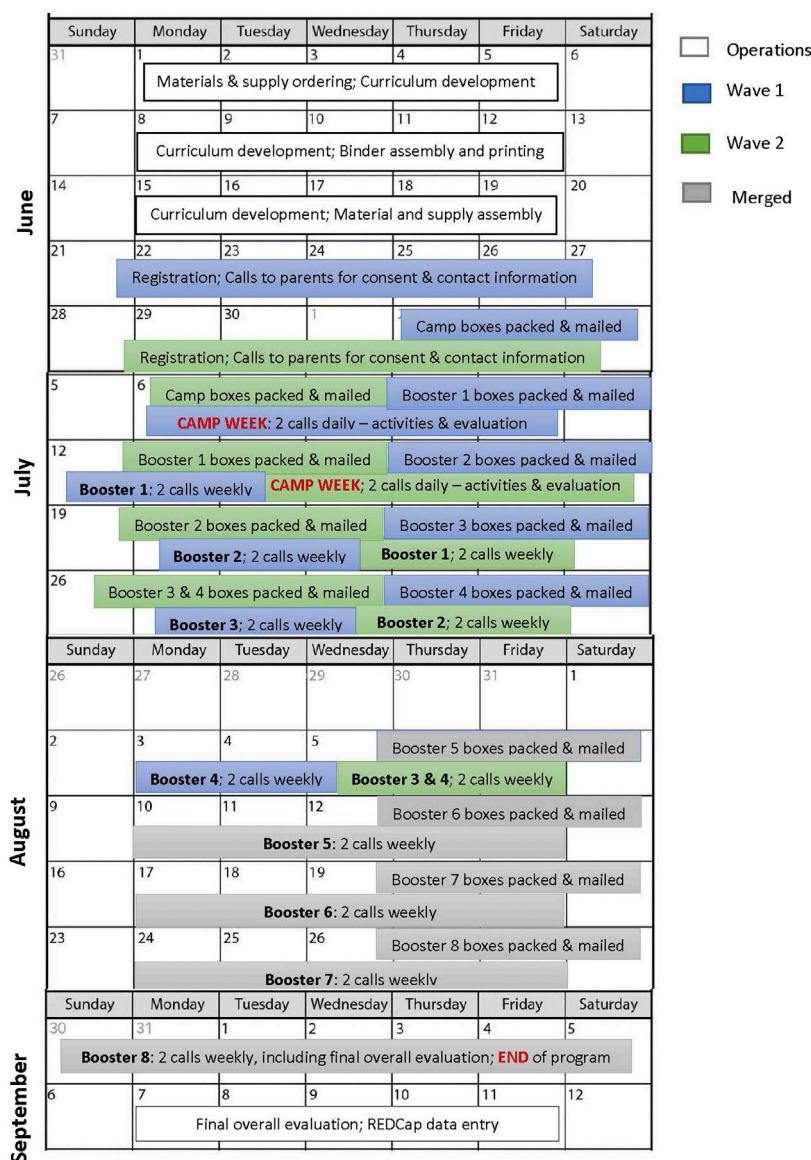 Sunday Monday Tuesday Wednesday Thursday Friday Saturday
Operations
Wave 1
Wave 2
Merged
June
31 1 2 3 4 5 6
Materials & supply ordering; Curriculum development
7 8 9 10 11 12 13
Curriculum development; Binder assembly and printing
14 15 16 17 18 19 20
Curriculum development; Material and supply assembly
21 22 23 24 25 26 27
Registration; Calls to parents for consent & contact information
28 29 30 1
Camp boxes packed & mailed
Registration; Calls to parents for consent & contact information
July
5 6
Camp boxes packed & mailed Booster 1 boxes packed & mailed
CAMP WEEK: 2 calls daily – activities & evaluation
12
Booster 1 boxes packed & mailed Booster 2 boxes packed & mailed
Booster 1: 2 calls weekly CAMP WEEK; 2 calls daily – activities & evaluation
19
Booster 2 boxes packed & mailed Booster 3 boxes packed & mailed
Booster 2; 2 calls weekly Booster 1; 2 calls weekly
26
Booster 3 & 4 boxes packed & mailed Booster 4 boxes packed & mailed
Booster 3; 2 calls weekly Booster 2; 2 calls weekly
Sunday Monday Tuesday Wednesday Thursday Friday Saturday
August
26 27 28 29 30 31 1
2 3 4 5
Booster 5 boxes packed & mailed
Booster 4; 2 calls weekly Booster 3 & 4; 2 calls weekly
9 10 11 12
Booster 6 boxes packed & mailed
Booster 5: 2 calls weekly
16 17 18 19
Booster 7 boxes packed & mailed
Booster 6: 2 calls weekly
23 24 25 26
Booster 8 boxes packed & mailed
Booster 7: 2 calls weekly
Sunday Monday Tuesday Wednesday Thursday Friday Saturday
September
30 31 1 2 3 4 5
Booster 8: 2 calls weekly, including final overall evaluation; END of program
6 7 8 9 10 11 12
Final overall evaluation; REDCap data entry